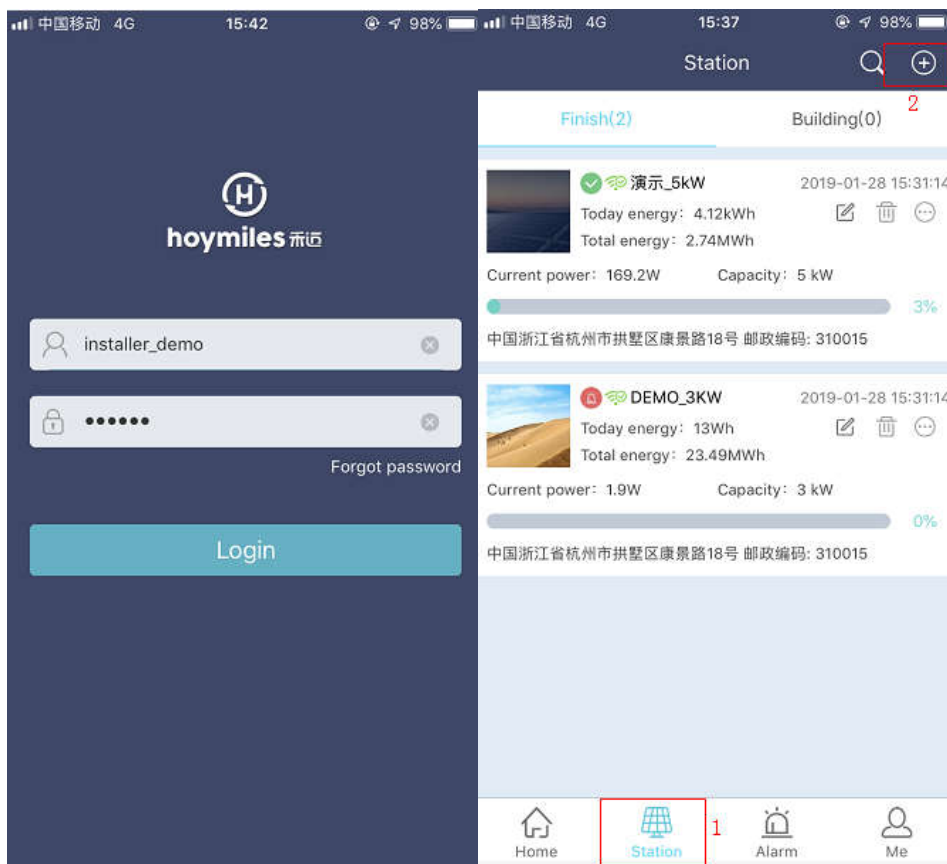 中国移动 4G 15:42 98%
hoymiles 禾迈
installer_demo
••••••
Forgot password
Login
中国移动 4G 15:37 98%
Station
2
Finish(2) Building(0)
演示_5kW 2019-01-28 15:31:14
Today energy: 4.12kWh
Total energy: 2.74MWh
Current power: 169.2W Capacity: 5 kW
3%
中国浙江省杭州市拱墅区康景路18号 邮政编码: 310015
DEMO_3KW 2019-01-28 15:31:14
Today energy: 13Wh
Total energy: 23.49MWh
Current power: 1.9W Capacity: 3 kW
0%
中国浙江省杭州市拱墅区康景路18号 邮政编码: 310015
1
Home Station Alarm Me